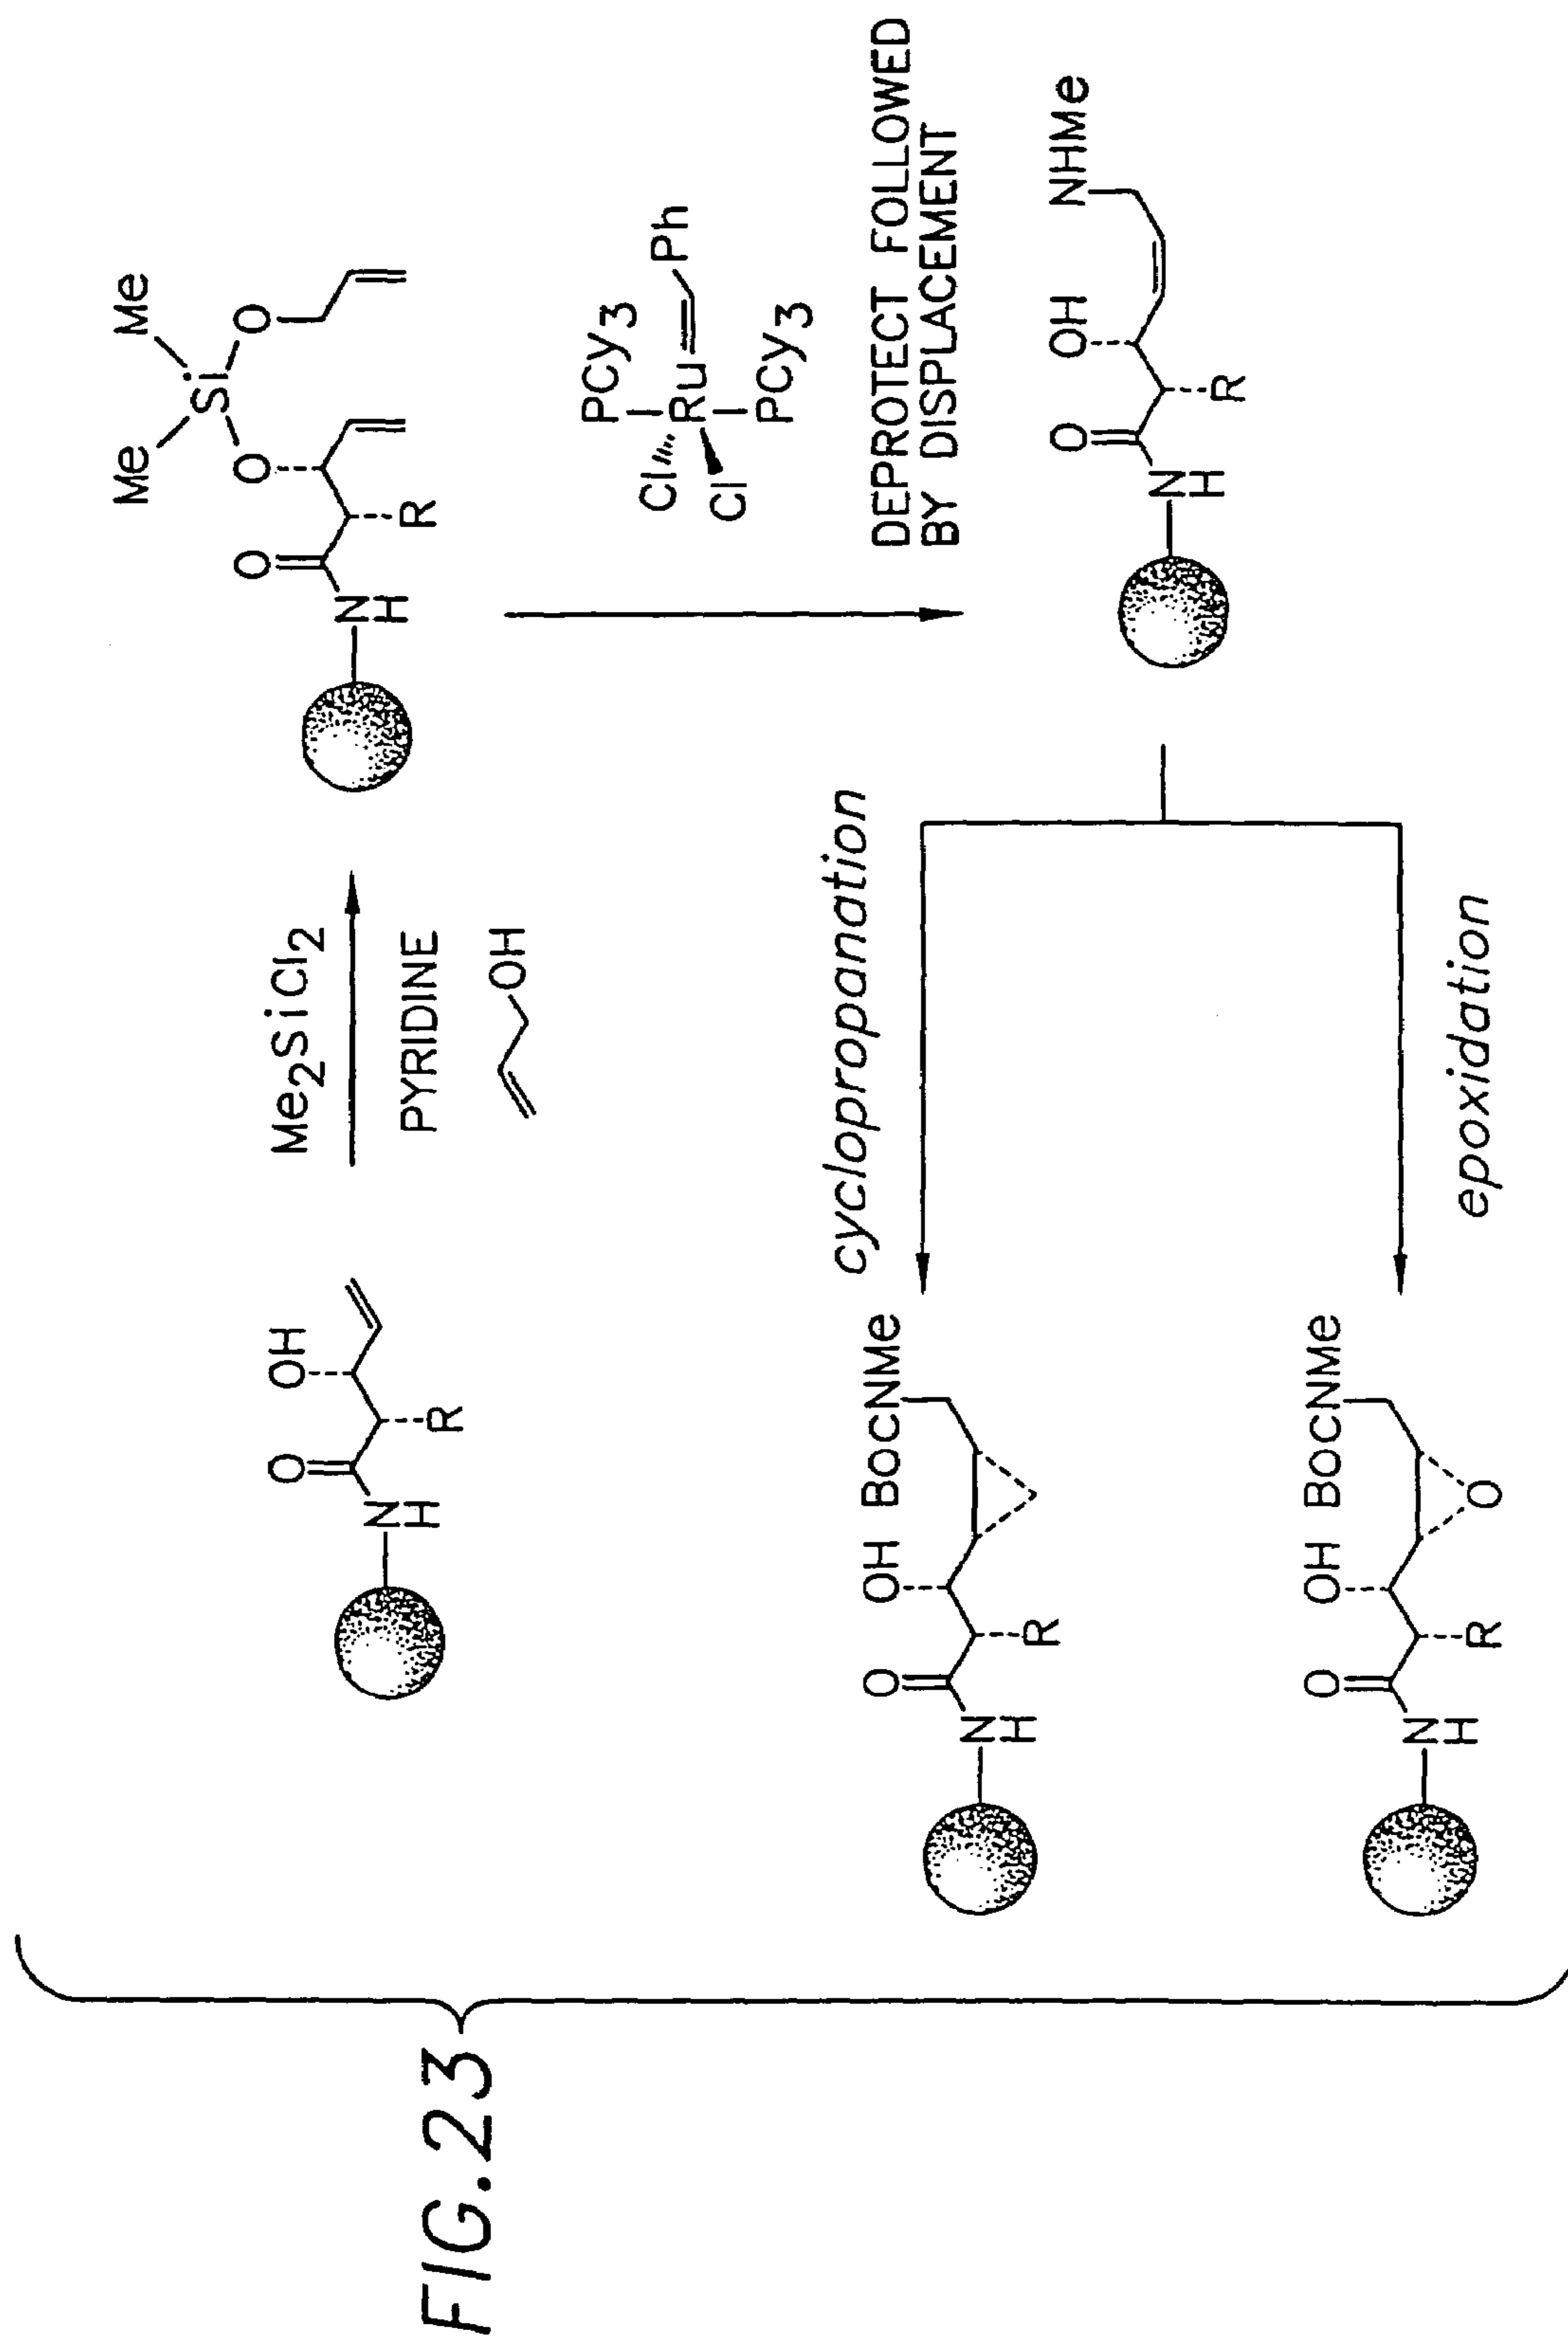 FIG.23
O OH
N
H
R
Me2SiCl2
PYRIDINE
OH
Me Me
Si
O O O
N
H
R
PCy3
Cl
Ru Ph
Cl
PCy3
DEPROTECT FOLLOWED
BY DISPLACEMENT
O OH NHMe
N
H
R
cyclopropanation
O OH BocNMe
N
H
R
epoxidation
O OH BocNMe
N
H
R
O